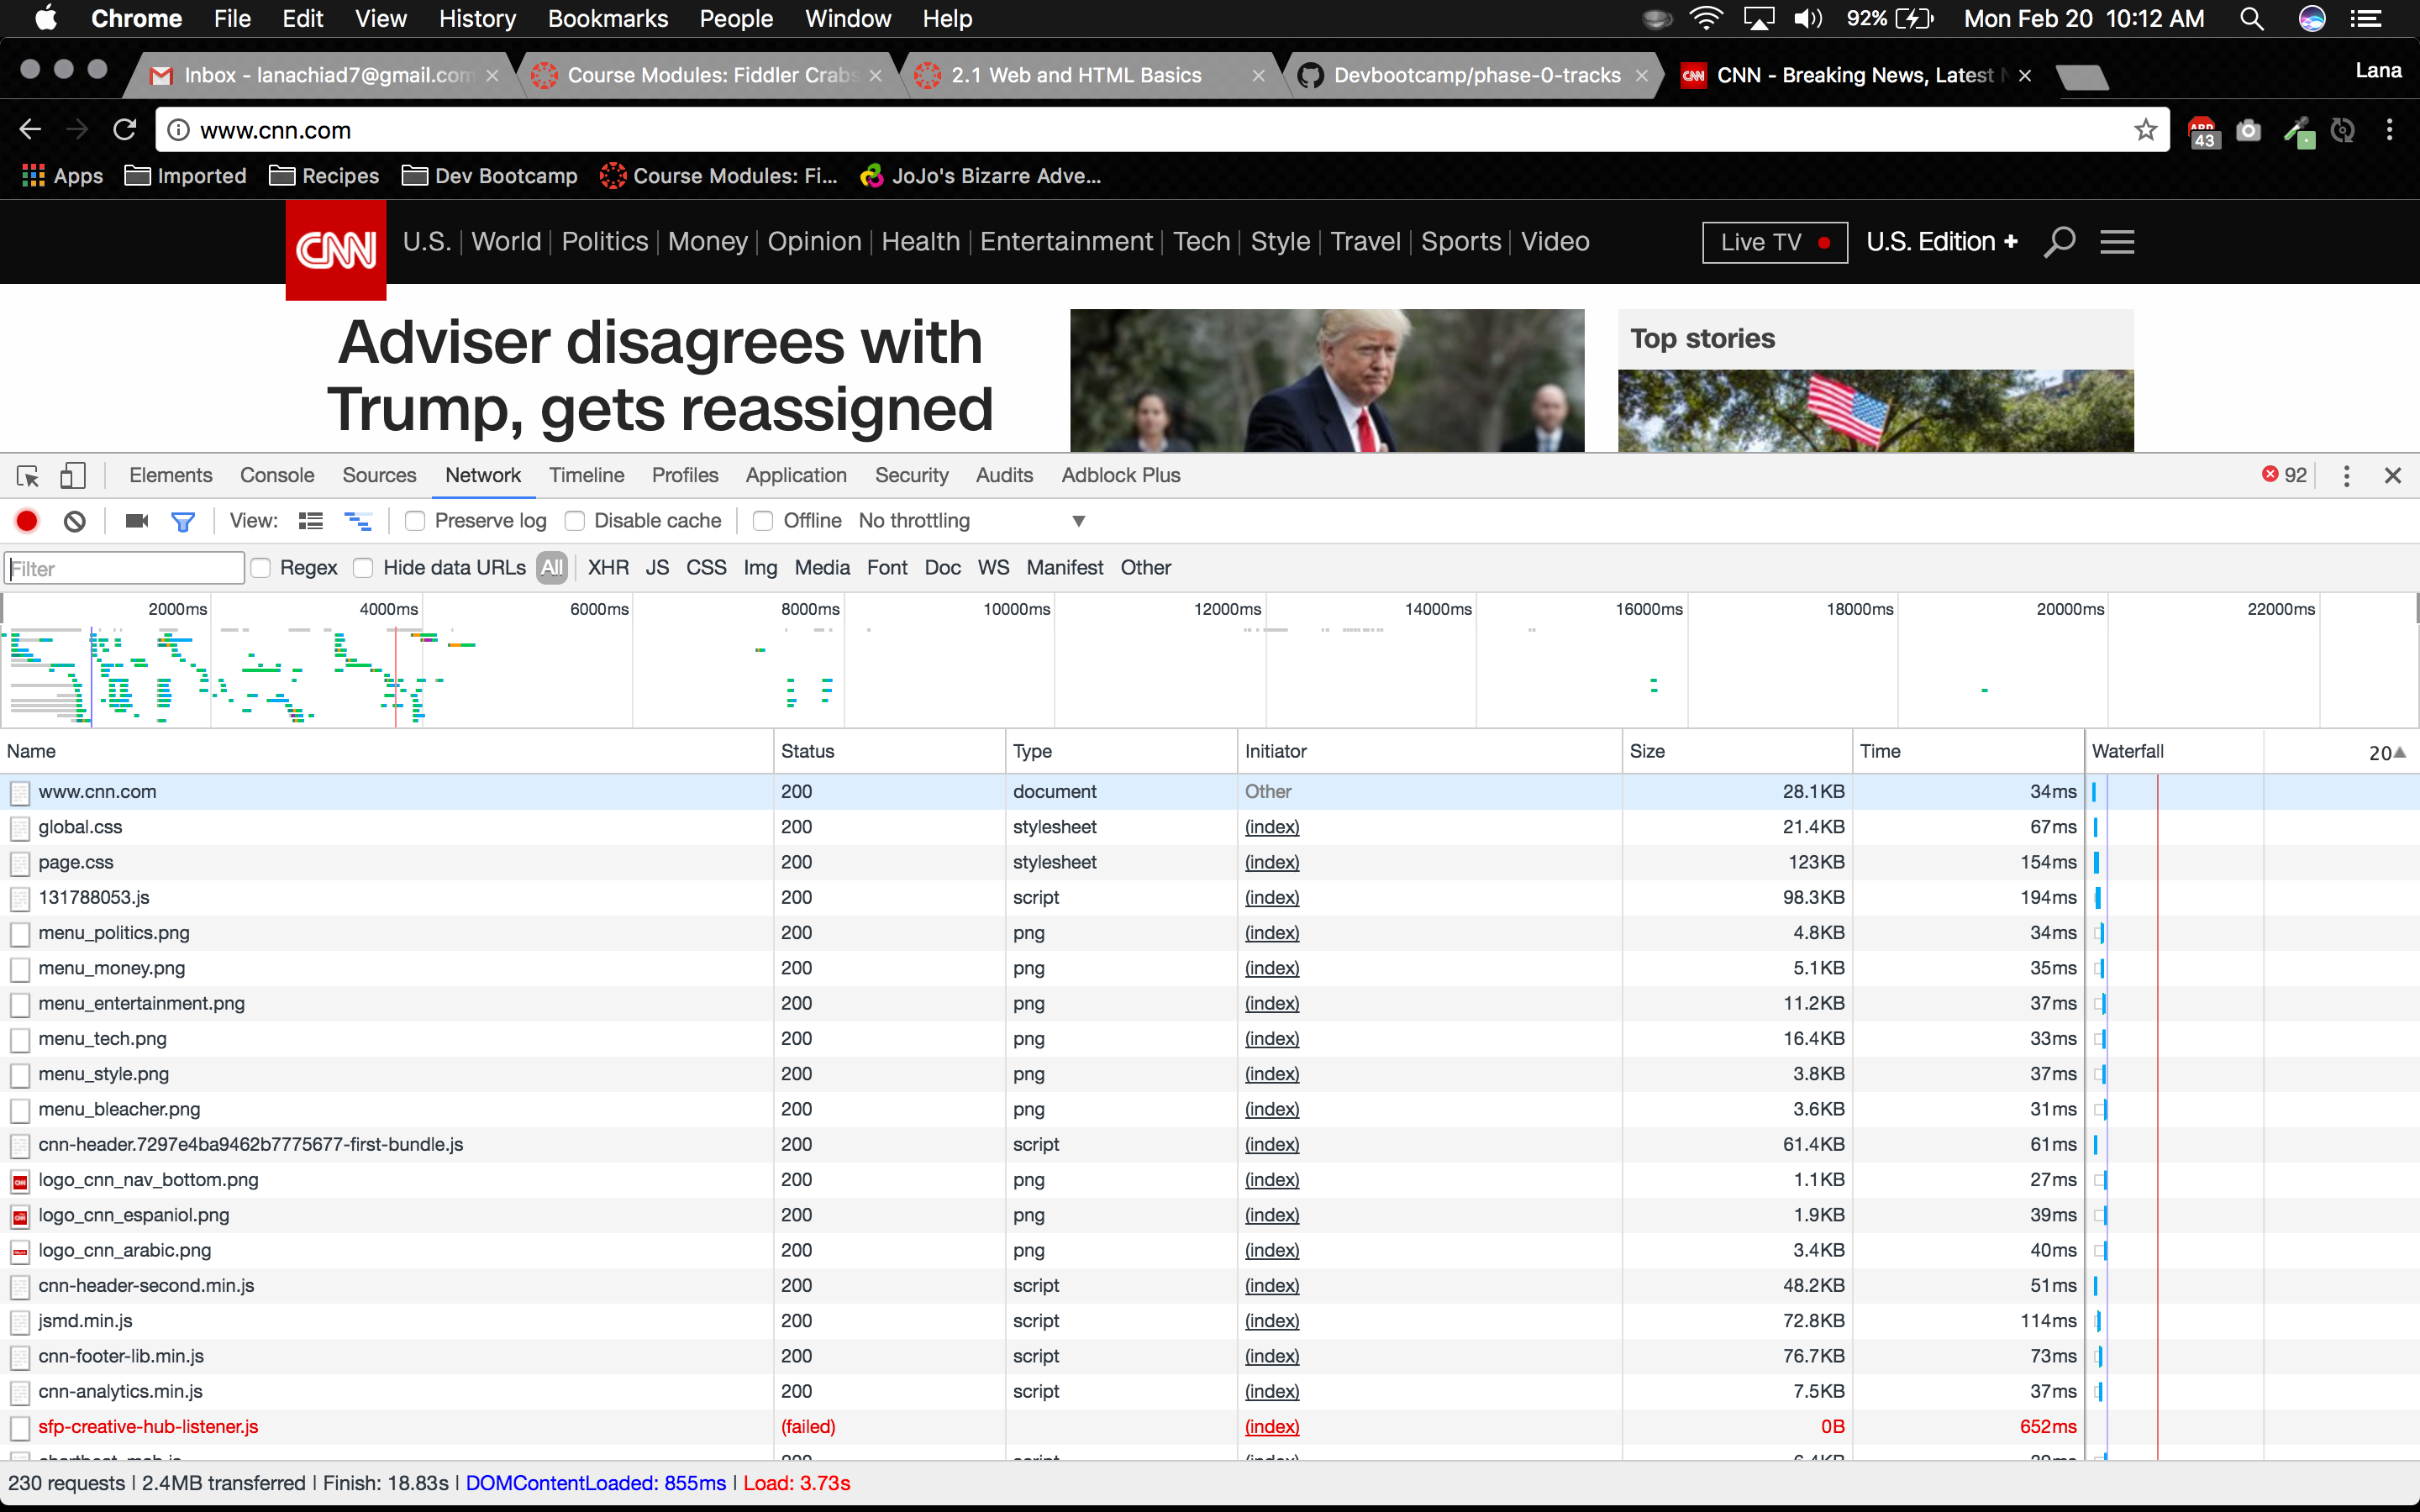 Chrome File Edit View History Bookmarks People Window Help 92% Mon Feb 20 10:12 AM
Inbox - lanachiad7@gmail.com Course Modules: Fiddler Crabs 2.1 Web and HTML Basics Devbootcamp/phase-0-tracks CNN CNN - Breaking News, Latest N Lana
www.cnn.com ABP 43
Apps Imported Recipes Dev Bootcamp Course Modules: Fi... JoJo's Bizarre Adve...
CNN U.S. World Politics Money Opinion Health Entertainment Tech Style Travel Sports Video Live TV U.S. Edition +
Adviser disagrees with
Trump, gets reassigned
Top stories
Elements Console Sources Network Timeline Profiles Application Security Audits Adblock Plus 92
View: Preserve log Disable cache Offline No throttling
Filter Regex Hide data URLs All XHR JS CSS Img Media Font Doc WS Manifest Other
2000ms 4000ms 6000ms 8000ms 10000ms 12000ms 14000ms 16000ms 18000ms 20000ms 22000ms
Name Status Type Initiator Size Time Waterfall 20
www.cnn.com 200 document Other 28.1KB 34ms
global.css 200 stylesheet (index) 21.4KB 67ms
page.css 200 stylesheet (index) 123KB 154ms
131788053.js 200 script (index) 98.3KB 194ms
menu_politics.png 200 png (index) 4.8KB 34ms
menu_money.png 200 png (index) 5.1KB 35ms
menu_entertainment.png 200 png (index) 11.2KB 37ms
menu_tech.png 200 png (index) 16.4KB 33ms
menu_style.png 200 png (index) 3.8KB 37ms
menu_bleacher.png 200 png (index) 3.6KB 31ms
cnn-header.7297e4ba9462b7775677-first-bundle.js 200 script (index) 61.4KB 61ms
logo_cnn_nav_bottom.png 200 png (index) 1.1KB 27ms
logo_cnn_espaniol.png 200 png (index) 1.9KB 39ms
logo_cnn_arabic.png 200 png (index) 3.4KB 40ms
cnn-header-second.min.js 200 script (index) 48.2KB 51ms
jsmd.min.js 200 script (index) 72.8KB 114ms
cnn-footer-lib.min.js 200 script (index) 76.7KB 73ms
cnn-analytics.min.js 200 script (index) 7.5KB 37ms
sfp-creative-hub-listener.js (failed) (index) 0B 652ms
230 requests | 2.4MB transferred | Finish: 18.83s | DOMContentLoaded: 855ms | Load: 3.73s